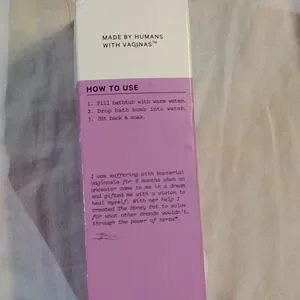 MADE BY HUMANS
WITH VAGINAS™
HOW TO USE
1. Fill bathtub with warm water.
2. Drop bath bomb into water.
3. Sit back & soak.
I was suffering with bacterial
vaginosis for 8 months when an
ancestor came to me in a dream
and gifted me with a vision to
heal myself. With her help I
created The Honey Pot to solve
for what other brands wouldn't,
through the power of herbs™.